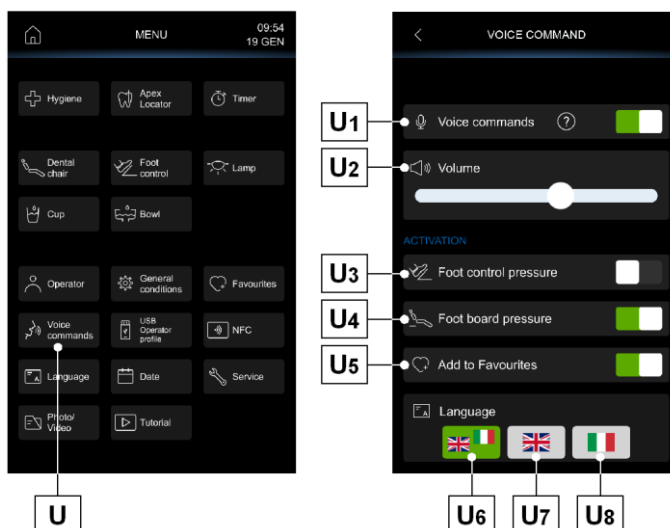 MENU
09:54
19 GEN
Hygiene
Apex
Locator
Timer
Dental
chair
Foot
control
Lamp
Cup
Bowl
Operator
General
conditions
Favourites
Voice
commands
USB
Operator
profile
NFC
Language
Date
Service
Photo/
Video
Tutorial
U
VOICE COMMAND
U1
Voice commands ?
U2
Volume
ACTIVATION
U3
Foot control pressure
U4
Foot board pressure
U5
Add to Favourites
Language
U6 U7 U8